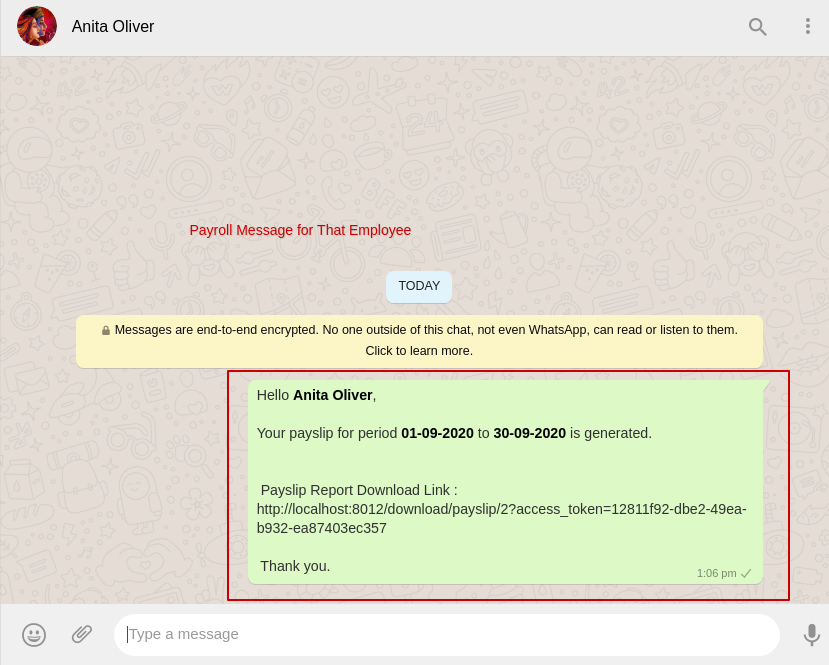 Anita Oliver
Payroll Message for That Employee
TODAY
Messages are end-to-end encrypted. No one outside of this chat, not even WhatsApp, can read or listen to them.
Click to learn more.
Hello Anita Oliver,
Your payslip for period 01-09-2020 to 30-09-2020 is generated.
Payslip Report Download Link :
http://localhost:8012/download/payslip/2?access_token=12811f92-dbe2-49ea-
b932-ea87403ec357
Thank you.
1:06 pm
Type a message